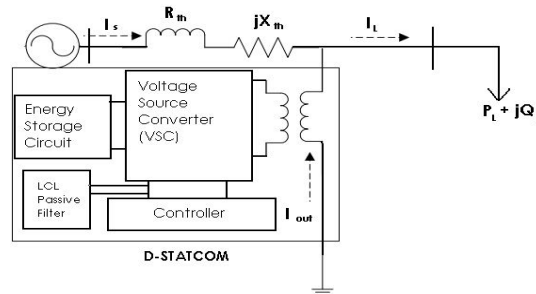 I s
R th
jX th
I L
P L + jQ
Voltage
Source
Converter
(VSC)
Energy
Storage
Circuit
LCL
Passive
Filter
Controller
I out
D-STATCOM